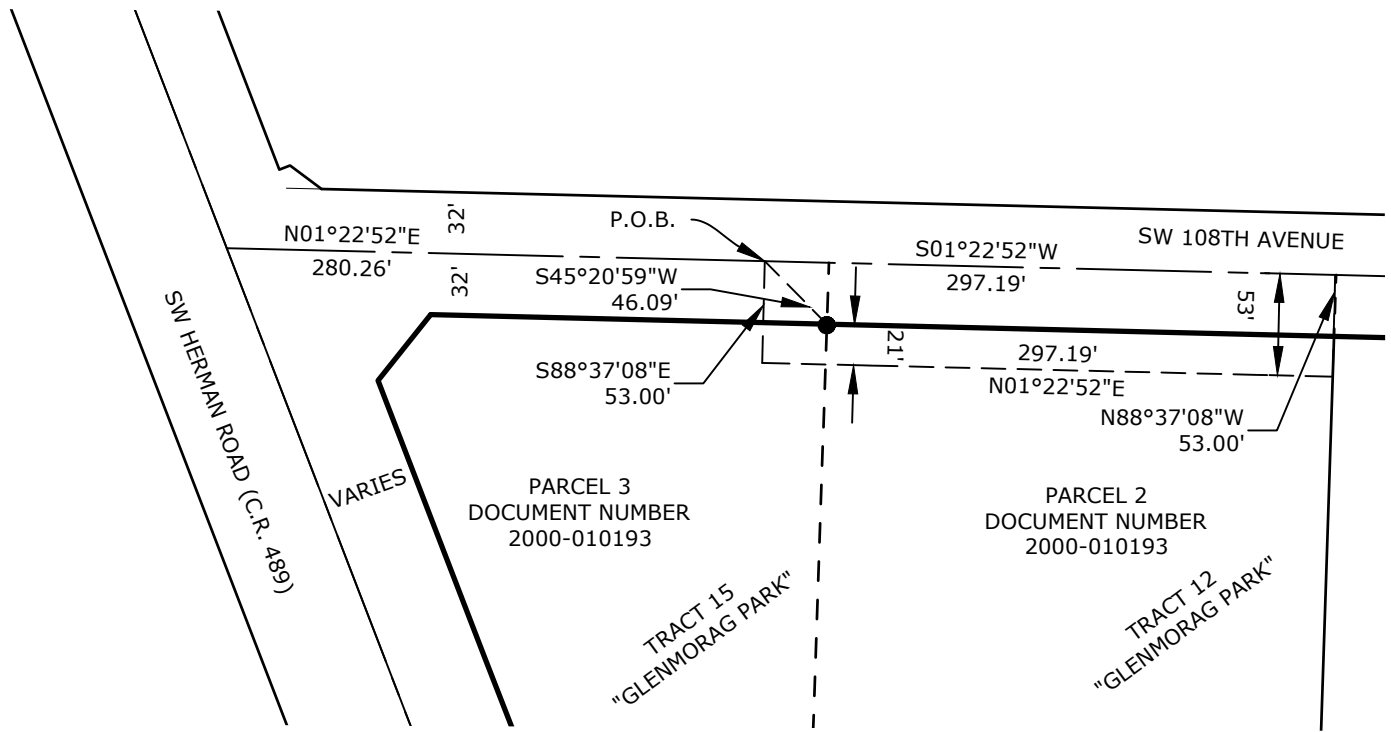 N01°22'52"E
280.26'
32'
32'
P.O.B.
S45°20'59"W
46.09'
S01°22'52"W
297.19'
SW 108TH AVENUE
53'
21'
297.19'
N01°22'52"E
S88°37'08"E
53.00'
N88°37'08"W
53.00'
SW HERMAN ROAD (C.R. 489)
VARIES
PARCEL 3
DOCUMENT NUMBER
2000-010193
PARCEL 2
DOCUMENT NUMBER
2000-010193
TRACT 15
"GLENMORAG PARK"
TRACT 12
"GLENMORAG PARK"